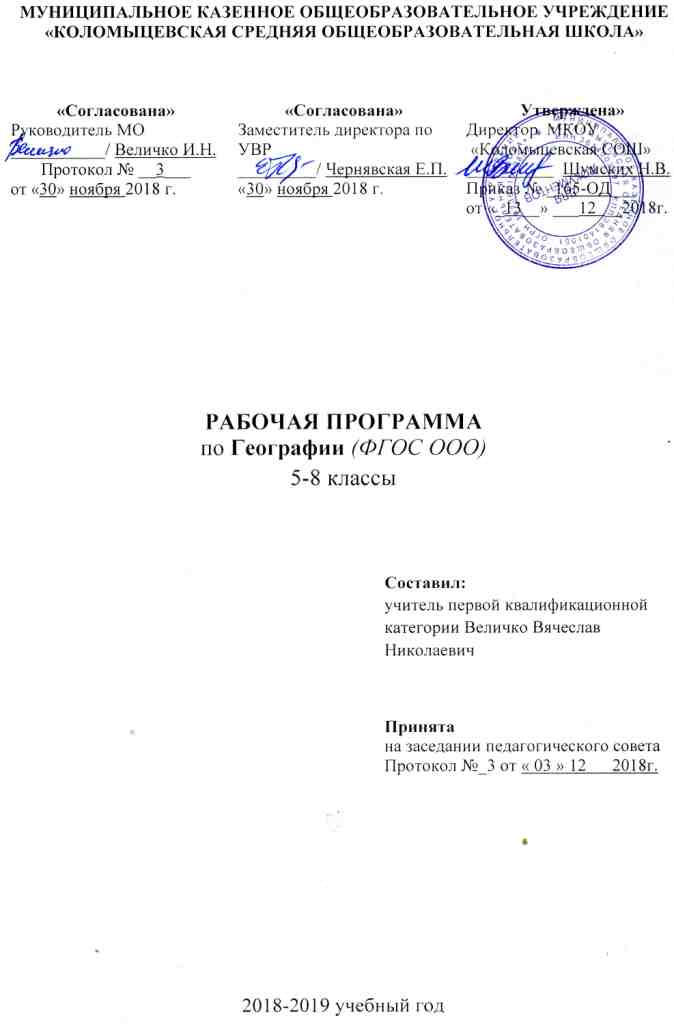 МУНИЦИПАЛЬНОЕ КАЗЕННОЕ ОБЩЕОБРАЗОВАТЕЛЬНОЕ УЧРЕЖДЕНИЕ
«КОЛОМЫЦЕВСКАЯ СРЕДНЯЯ ОБЩЕОБРАЗОВАТЕЛЬНАЯ ШКОЛА»
«Согласована»
Руководитель МО
/ Величко И.Н.
Протокол № 3
от «30» ноября 2018 г.
«Согласована»
Заместитель директора по
УВР
/ Чернявская Е.П.
«30» ноября 2018 г.
Утверждена»
Директор МКОУ
«Коломыцевская СОШ»
Шумских Н.В.
Приказ № 165-ОД
от « 13 » 12 2018г.
РАБОЧАЯ ПРОГРАММА
по Географии (ФГОС ООО)
5-8 классы
Составил:
учитель первой квалификационной
категории Величко Вячеслав
Николаевич
Принята
на заседании педагогического совета
Протокол №_3 от « 03 » 12 2018г.
2018-2019 учебный год